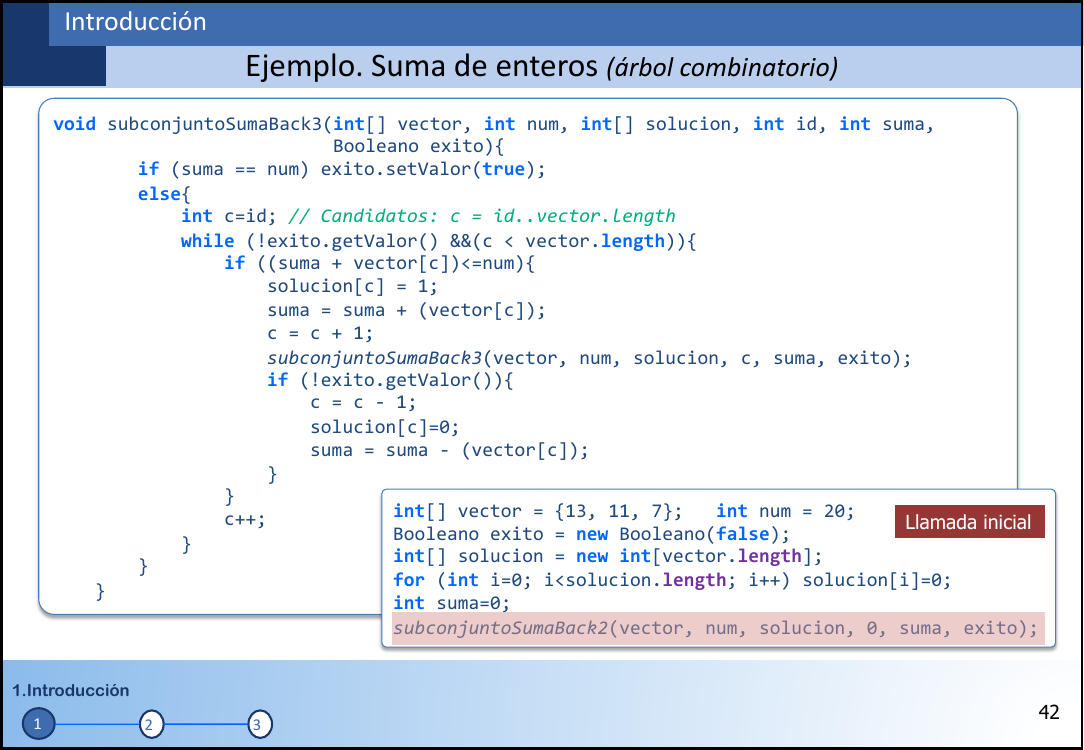 Introducción
Ejemplo. Suma de enteros (árbol combinatorio)
void subconjuntoSumaBack3(int[] vector, int num, int[] solucion, int id, int suma,
Booleano exito){
if (suma == num) exito.setValor(true);
else{
int c=id; // Candidatos: c = id..vector.length
while (!exito.getValor() &&(c < vector.length)){
if ((suma + vector[c])<=num){
solucion[c] = 1;
suma = suma + (vector[c]);
c = c + 1;
subconjuntoSumaBack3(vector, num, solucion, c, suma, exito);
if (!exito.getValor()){
c = c - 1;
solucion[c]=0;
suma = suma - (vector[c]);
}
}
c++;
}
}
}
int[] vector = {13, 11, 7};   int num = 20;
Llamada inicial
Booleano exito = new Booleano(false);
int[] solucion = new int[vector.length];
for (int i=0; i<solucion.length; i++) solucion[i]=0;
int suma=0;
subconjuntoSumaBack2(vector, num, solucion, 0, suma, exito);
1.Introducción
1 2 3
42